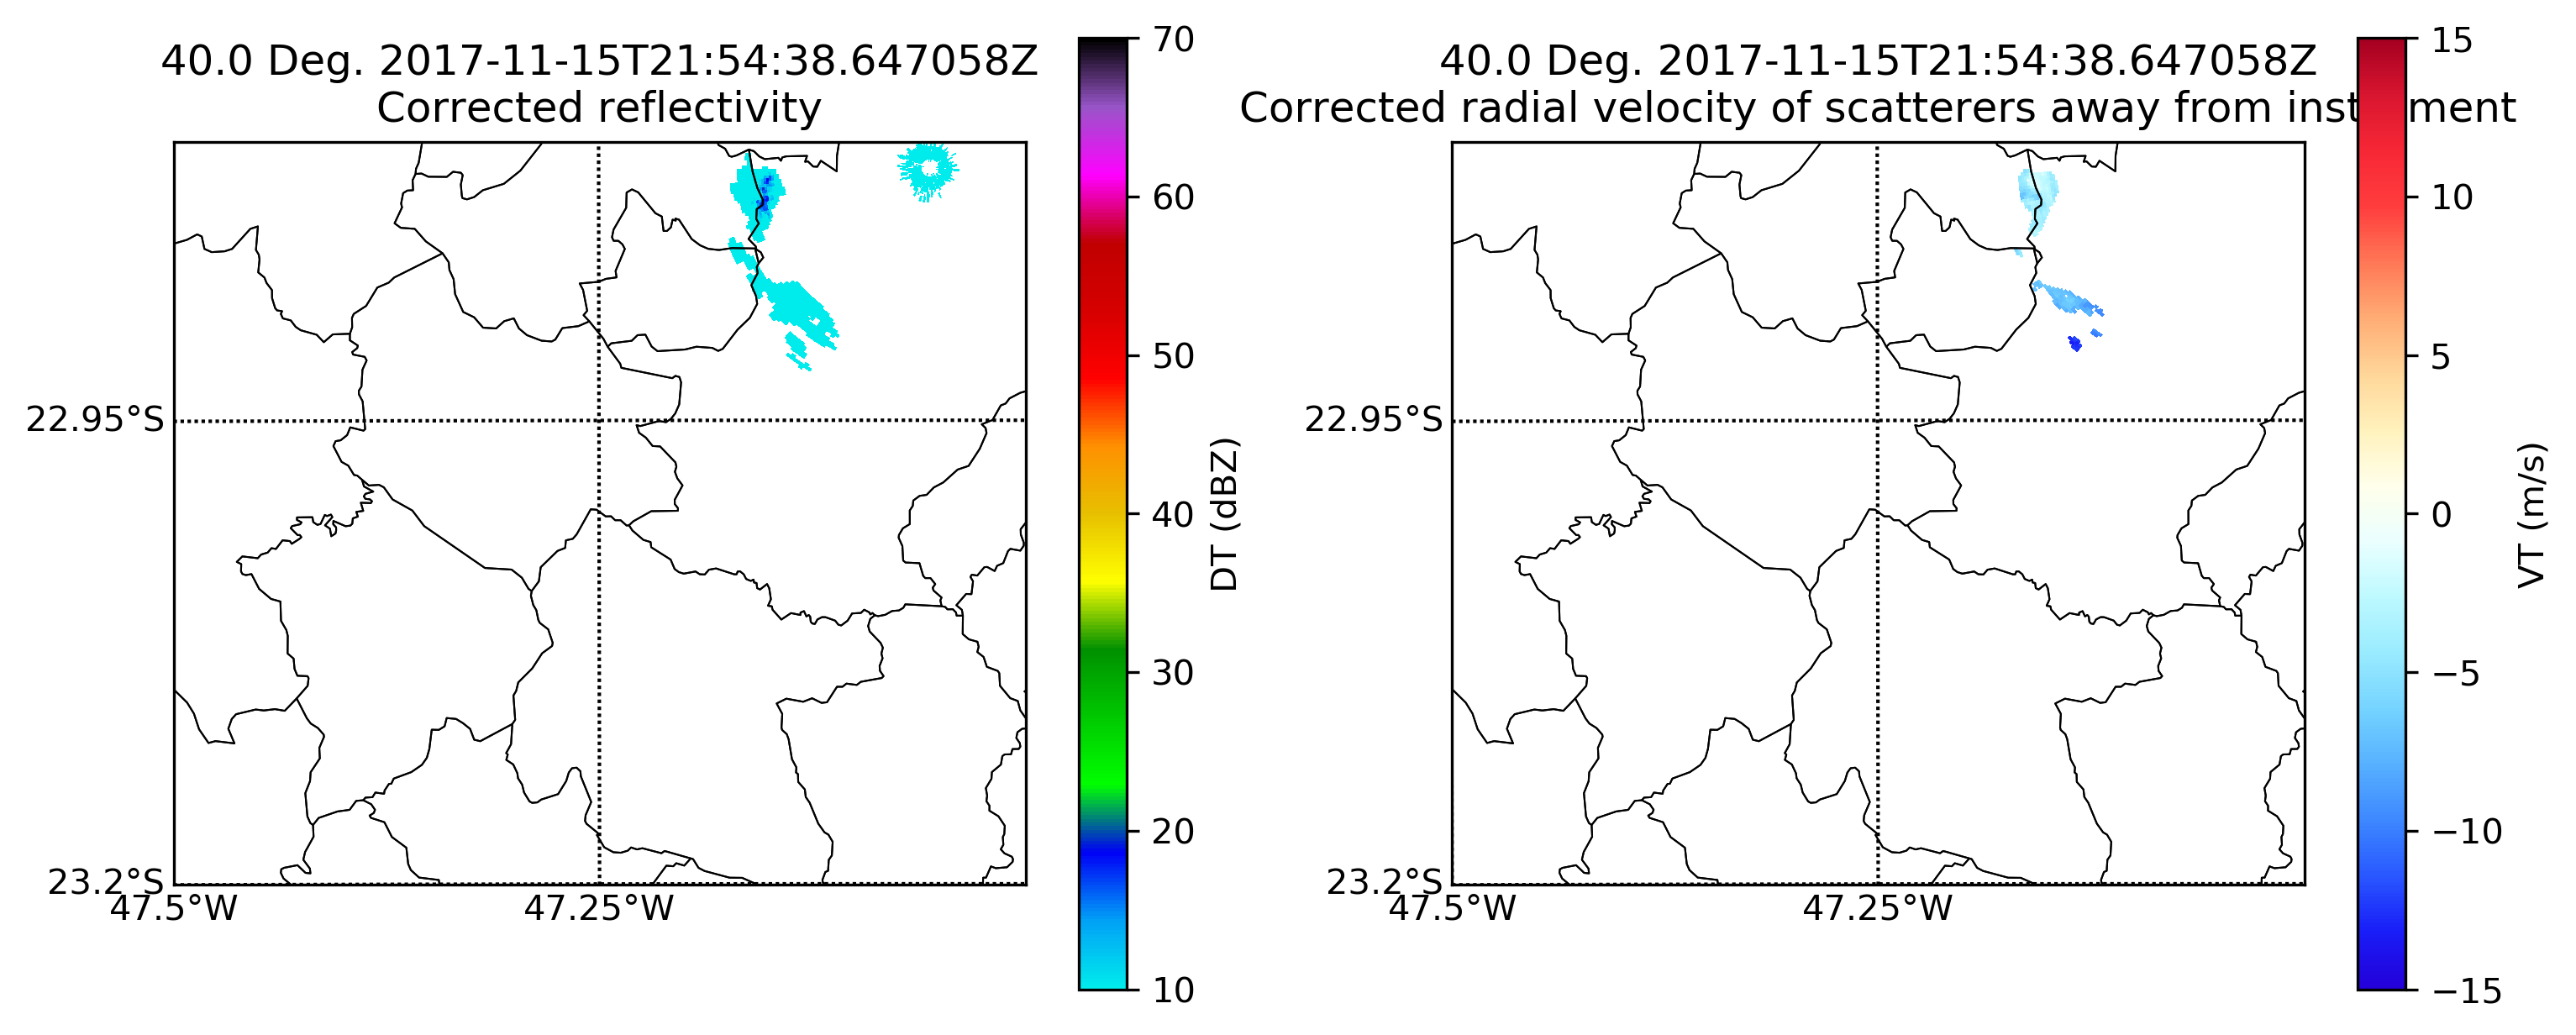 40.0 Deg. 2017-11-15T21:54:38.647058Z
Corrected reflectivity
22.95°S
23.2°S
47.5°W
47.25°W
70
60
50
40
30
20
10
DT (dBZ)
40.0 Deg. 2017-11-15T21:54:38.647058Z
Corrected radial velocity of scatterers away from inst ment
22.95°S
23.2°S
47.5°W
47.25°W
15
10
5
0
−5
−10
−15
VT (m/s)